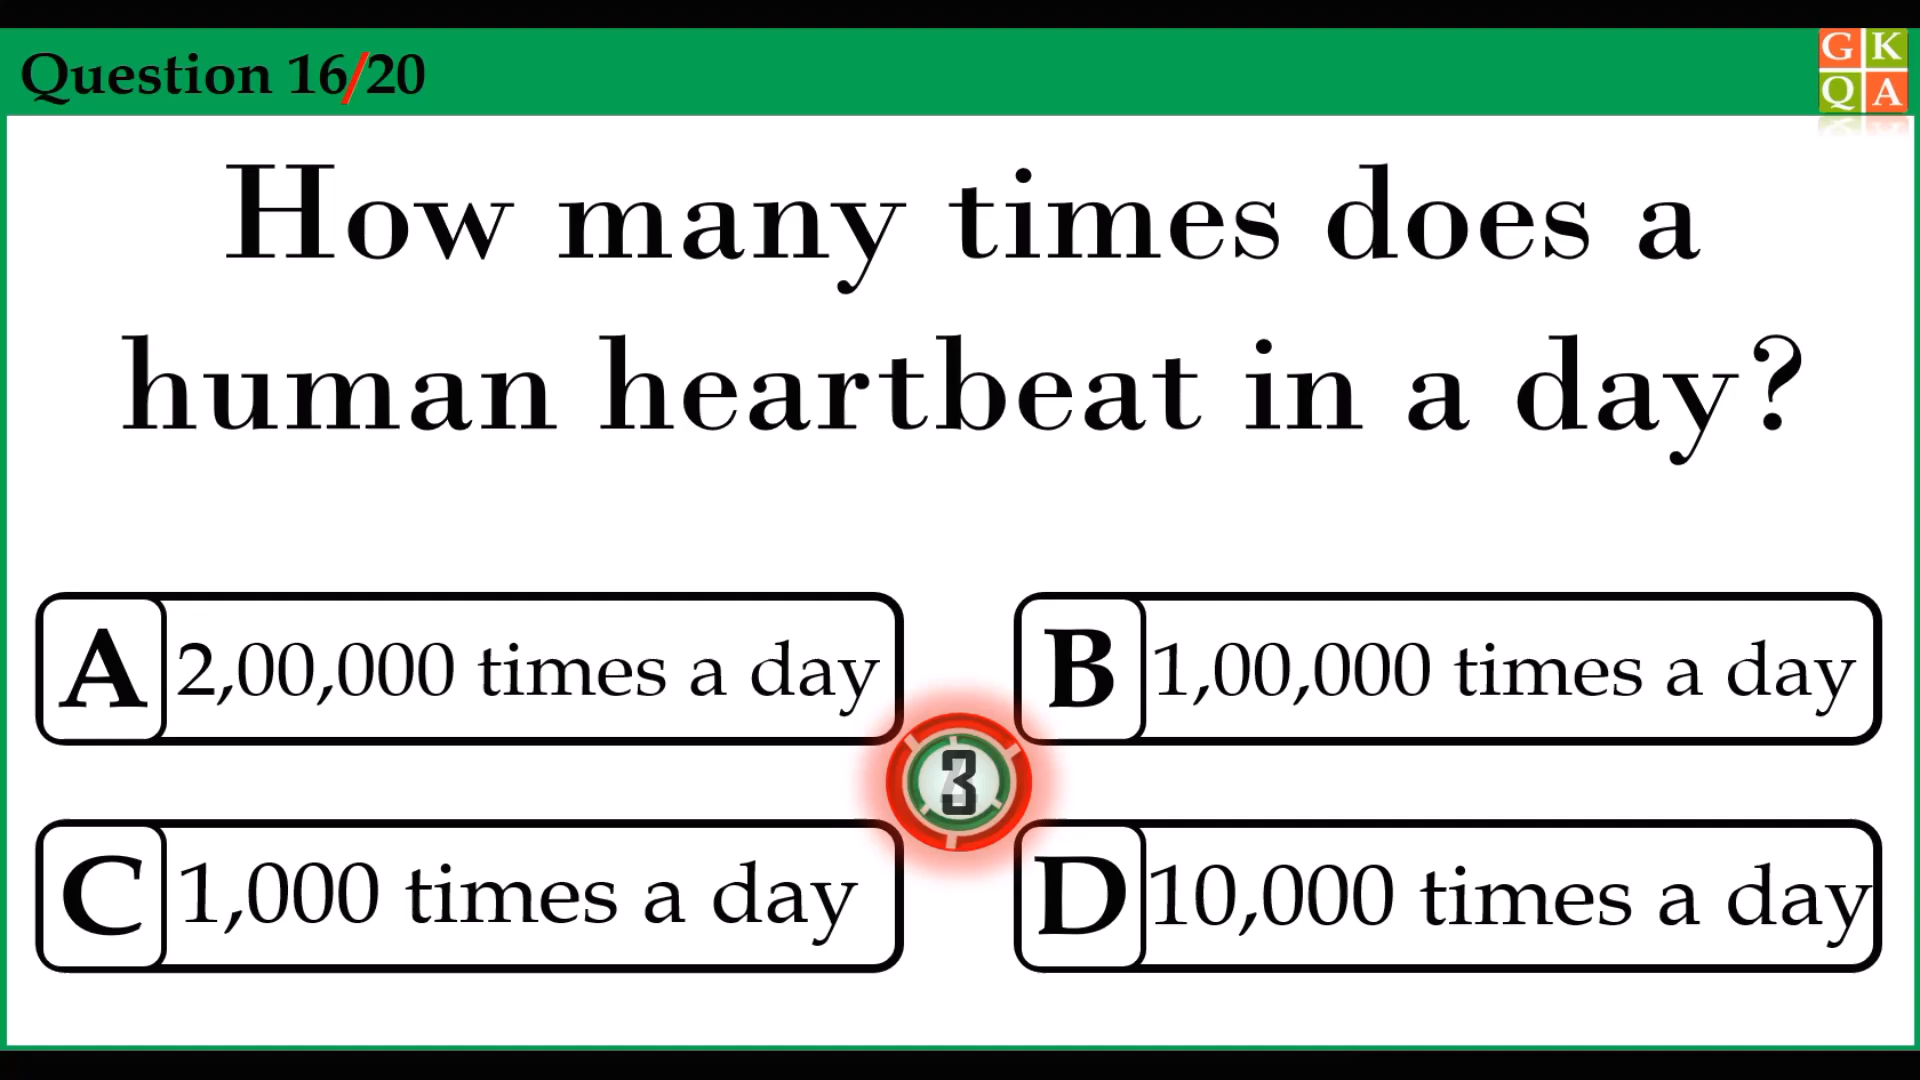 Question 16/20
G K
Q A
How many times does a
human heartbeat in a day?
A 2,00,000 times a day
B 1,00,000 times a day
3
C 1,000 times a day
D 10,000 times a day